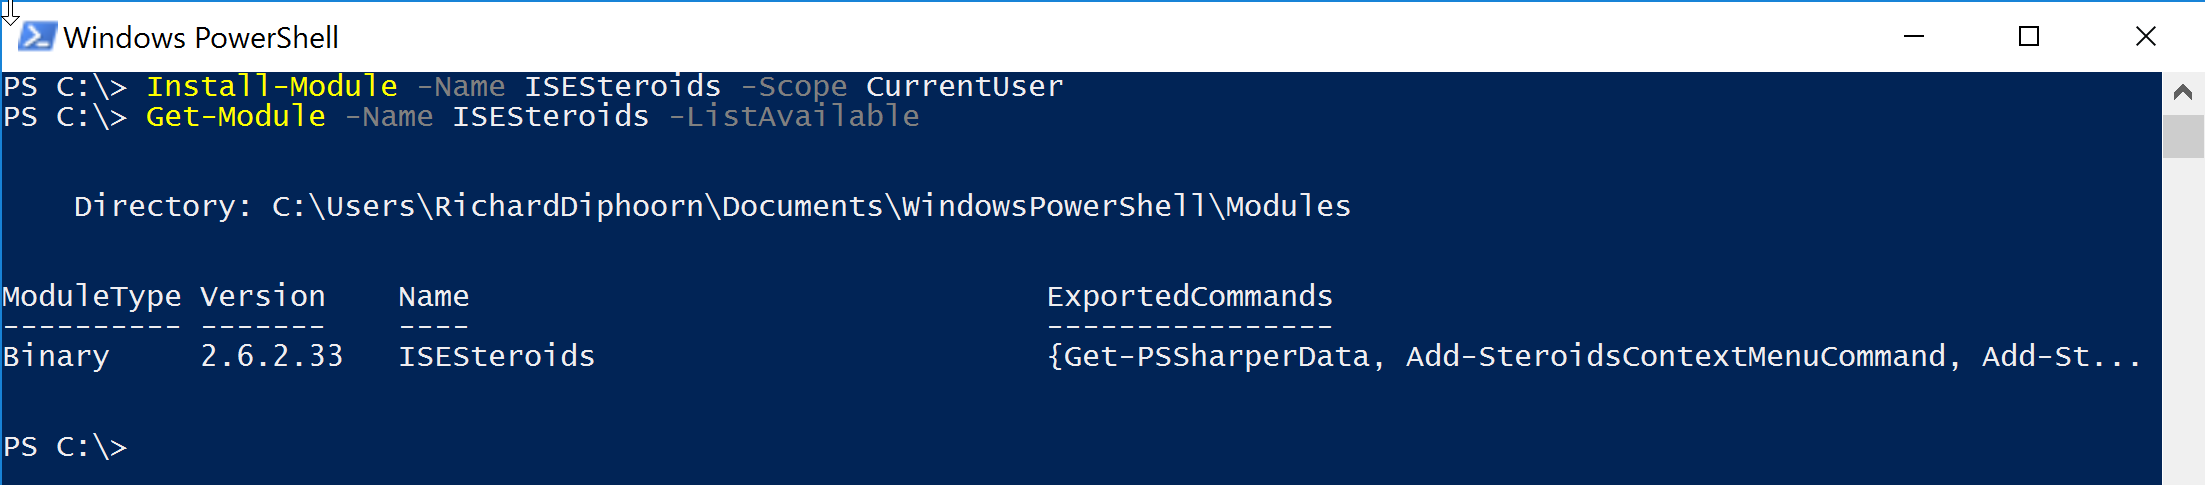 Windows PowerShell
PS C:\> Install-Module -Name ISESteroids -Scope CurrentUser
PS C:\> Get-Module -Name ISESteroids -ListAvailable
    Directory: C:\Users\RichardDiphoorn\Documents\WindowsPowerShell\Modules
ModuleType Version    Name                                ExportedCommands
---------- -------    ----                                ----------------
Binary     2.6.2.33   ISESteroids                         {Get-PSSharperData, Add-SteroidsContextMenuCommand, Add-St...
PS C:\>